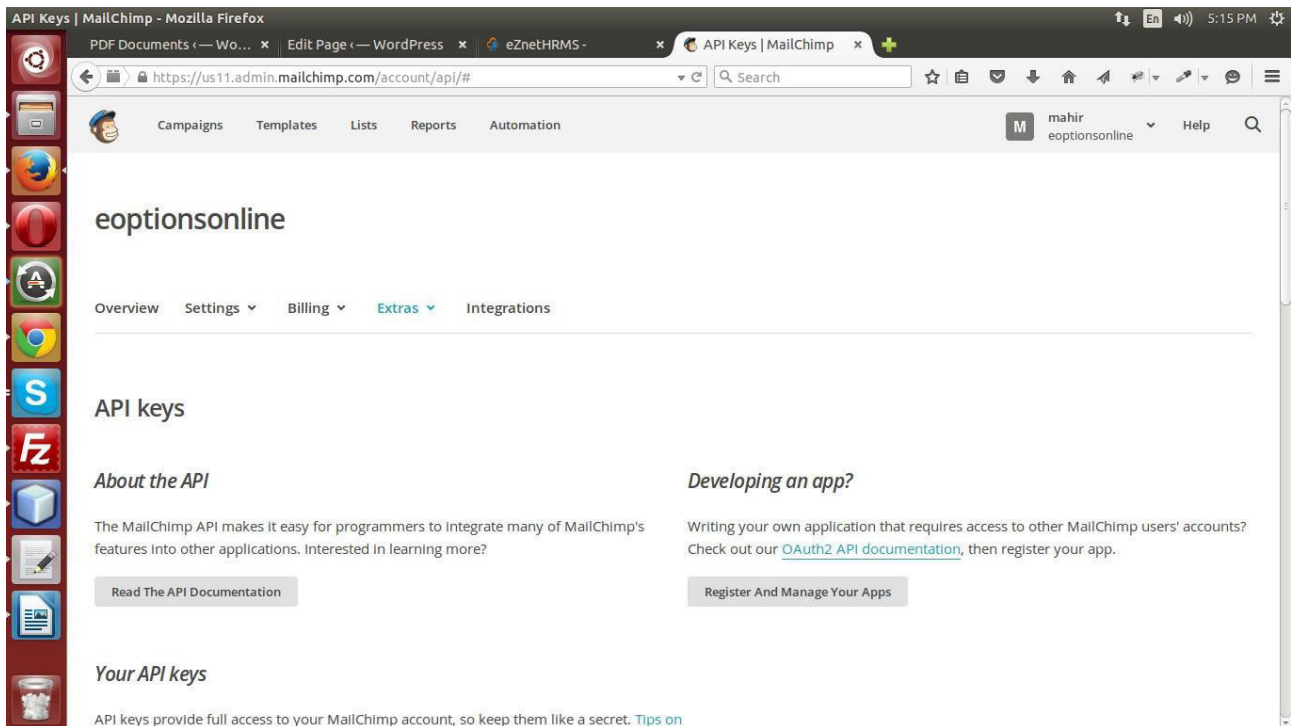 API Keys | MailChimp - Mozilla Firefox
En
5:15 PM
PDF Documents ‹ — Wo... ×
Edit Page ‹ — WordPress ×
eZnetHRMS - ×
API Keys | MailChimp ×
https://us11.admin.mailchimp.com/account/api/#
Search
Campaigns Templates Lists Reports Automation
M
mahir
eoptionsonline
Help
eoptionsonline
Overview Settings Billing Extras Integrations
API keys
About the API
The MailChimp API makes it easy for programmers to integrate many of MailChimp's
features into other applications. Interested in learning more?
Read The API Documentation
Developing an app?
Writing your own application that requires access to other MailChimp users' accounts?
Check out our OAuth2 API documentation, then register your app.
Register And Manage Your Apps
Your API keys
API keys provide full access to your MailChimp account, so keep them like a secret. Tips on
A
S
Fz